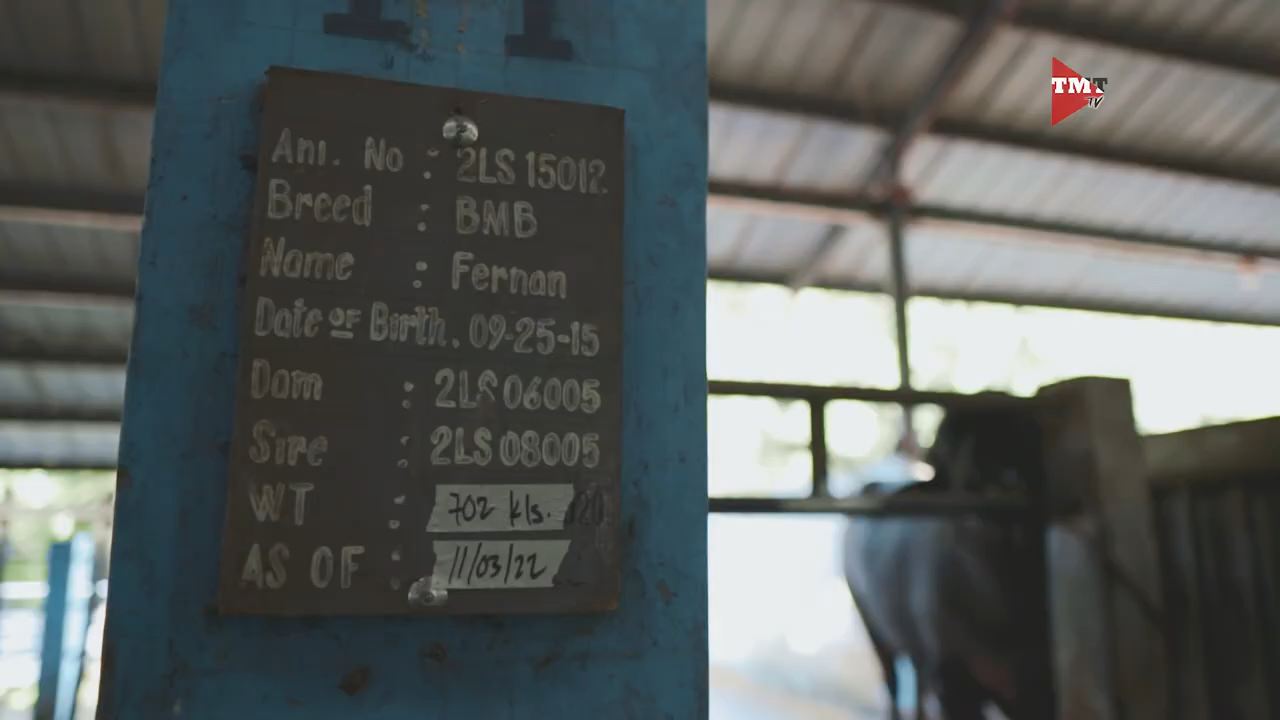 TMT
TV
Ani. No : 2LS 15012
Breed : BMB
Name : Fernan
Date of Birth. 09-25-15
Dam : 2LS 06005
Sire : 2LS 08005
WT : 702 kls.
AS OF : 11/03/22